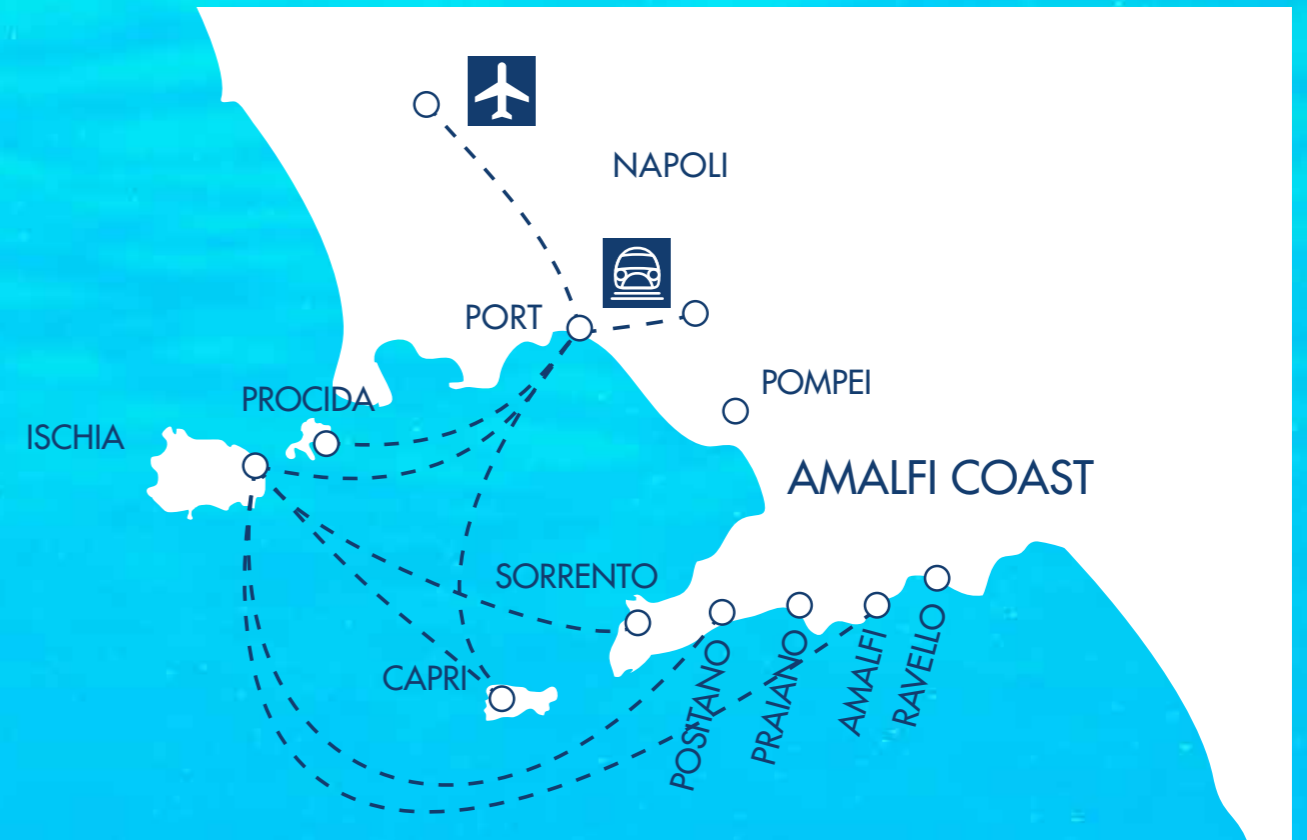 NAPOLI
PORT
POMPEI
PROCIDA
ISCHIA
AMALFI COAST
SORRENTO
CAPRI
POSITANO
PRAIANO
AMALFI
RAVELLO